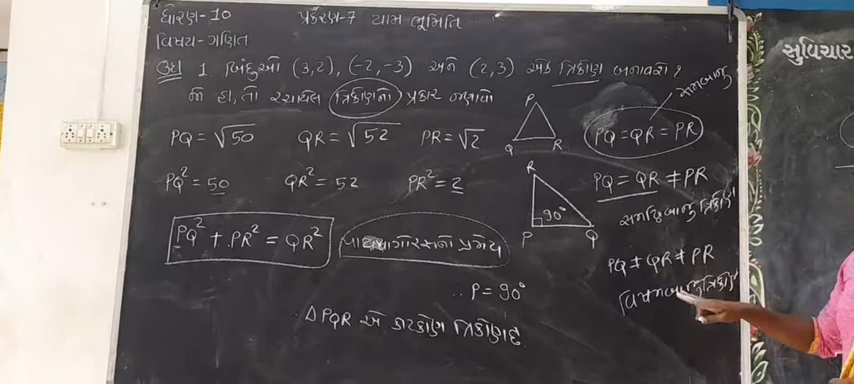 ધોરણ-10 પ્રકરણ-7 યામ ભૂમિતિ
વિષય-ગણિત
ઉદા 1. બિંદુઓ (3,2), (-2,-3) અને (2,3) એક ત્રિકોણ બનાવશે?
જો હા, તો રચાયેલ ત્રિકોણનો પ્રકાર જણાવો
સમબાજુ
PQ = √50 QR = √52 PR = √2
P
Q R
PQ = QR = PR
PQ² = 50 QR² = 52 PR² = 2
R
90°
P Q
PQ = QR ≠ PR
સમદ્વિબાજુ ત્રિકોણ
PQ² + PR² = QR²
પાયથાગોરસનો પ્રમેય
PQ ≠ QR ≠ PR
વિષમબાજુ ત્રિકોણ
∴ P = 90°
∴ △PQR એ કાટકોણ ત્રિકોણ છે.
સુવિચાર